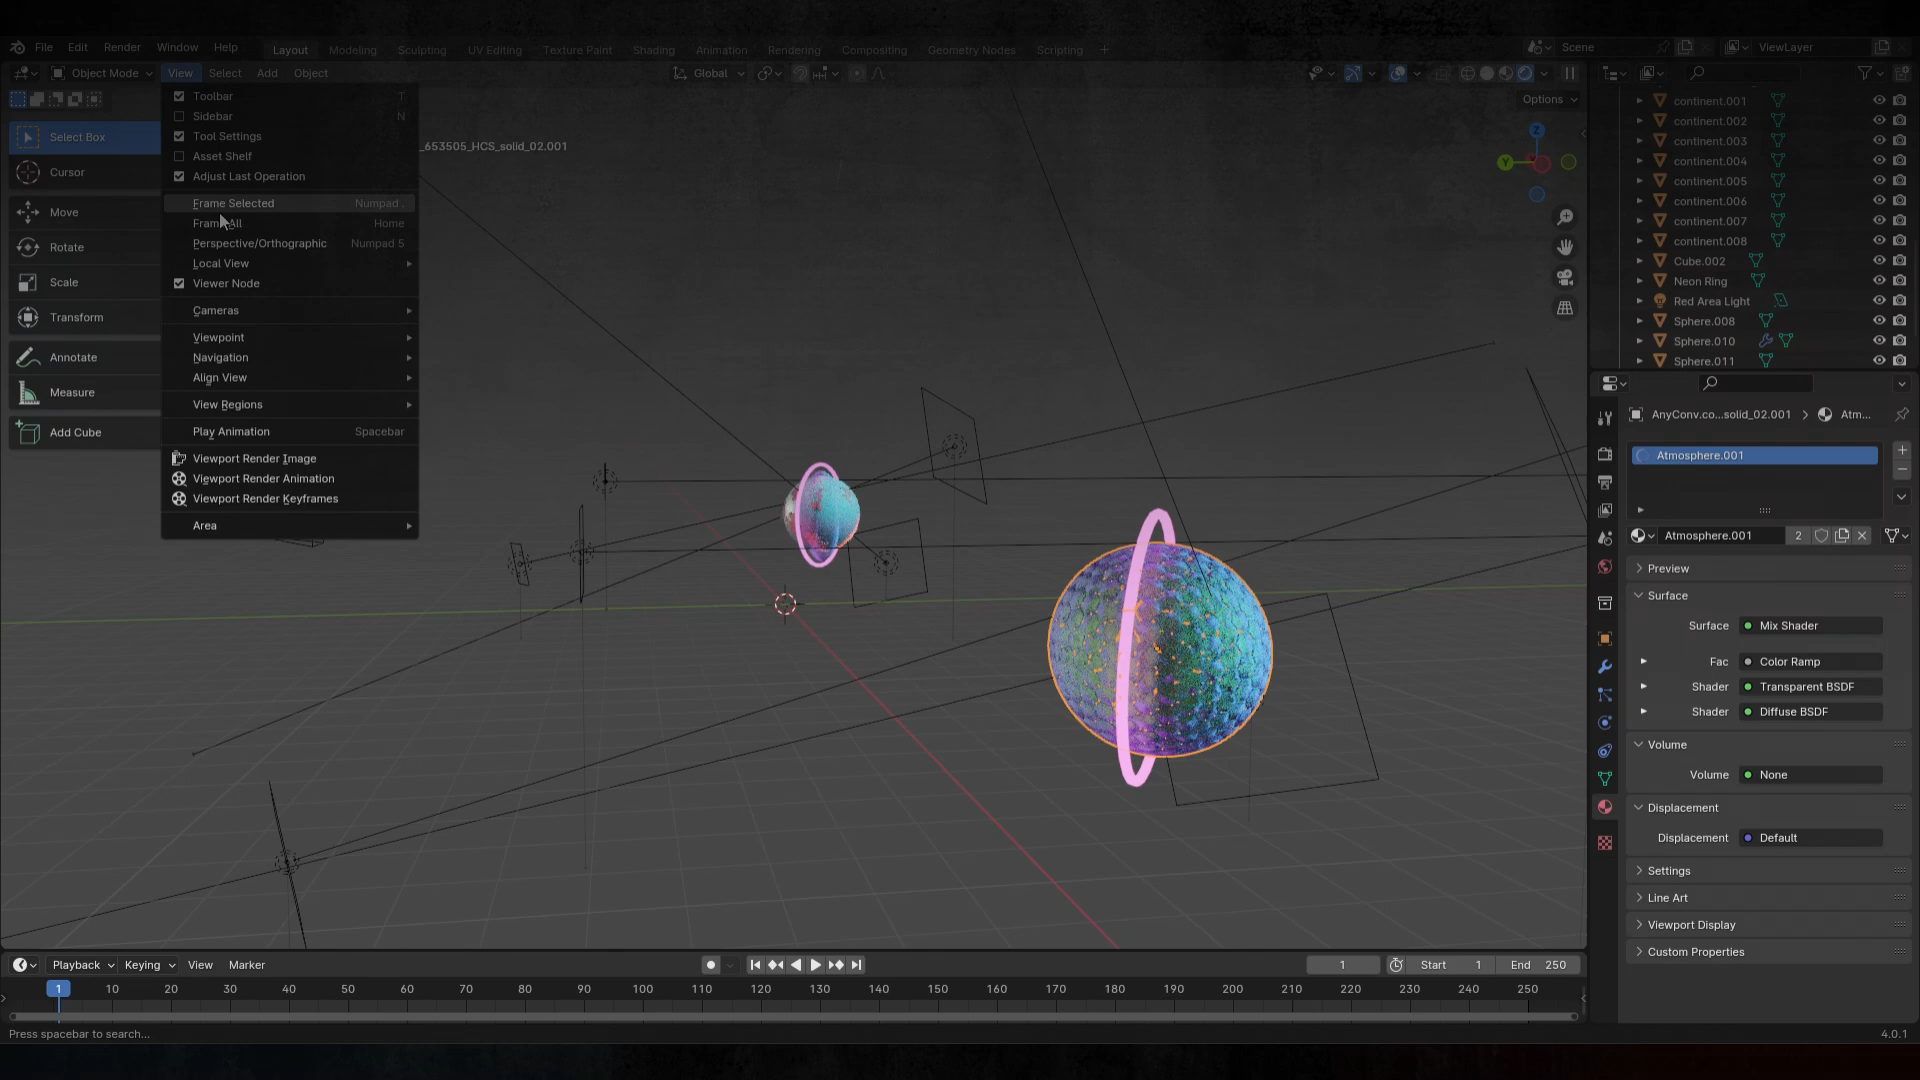 File Edit Render Window Help Layout Modeling Sculpting UV Editing Texture Paint Shading Animation Rendering Compositing Geometry Nodes Scripting + Scene ViewLayer
Object Mode View Select Add Object Global
Options
Select Box
Cursor
Move
Rotate
Scale
Transform
Annotate
Measure
Add Cube
Toolbar T
Sidebar N
Tool Settings
Asset Shelf
Adjust Last Operation
Frame Selected Numpad .
Frame All Home
Perspective/Orthographic Numpad 5
Local View
Viewer Node
Cameras
Viewpoint
Navigation
Align View
View Regions
Play Animation Spacebar
Viewport Render Image
Viewport Render Animation
Viewport Render Keyframes
Area
_653505_HCS_solid_02.001
Z
Y
continent.001
continent.002
continent.003
continent.004
continent.005
continent.006
continent.007
continent.008
Cube.002
Neon Ring
Red Area Light
Sphere.008
Sphere.010
Sphere.011
AnyConv.co...solid_02.001 Atm...
Atmosphere.001
Atmosphere.001 2
Preview
Surface
Surface Mix Shader
Fac Color Ramp
Shader Transparent BSDF
Shader Diffuse BSDF
Volume
Volume None
Displacement
Displacement Default
Settings
Line Art
Viewport Display
Custom Properties
Playback Keying View Marker 1 Start 1 End 250
1 10 20 30 40 50 60 70 80 90 100 110 120 130 140 150 160 170 180 190 200 210 220 230 240 250
Press spacebar to search... 4.0.1